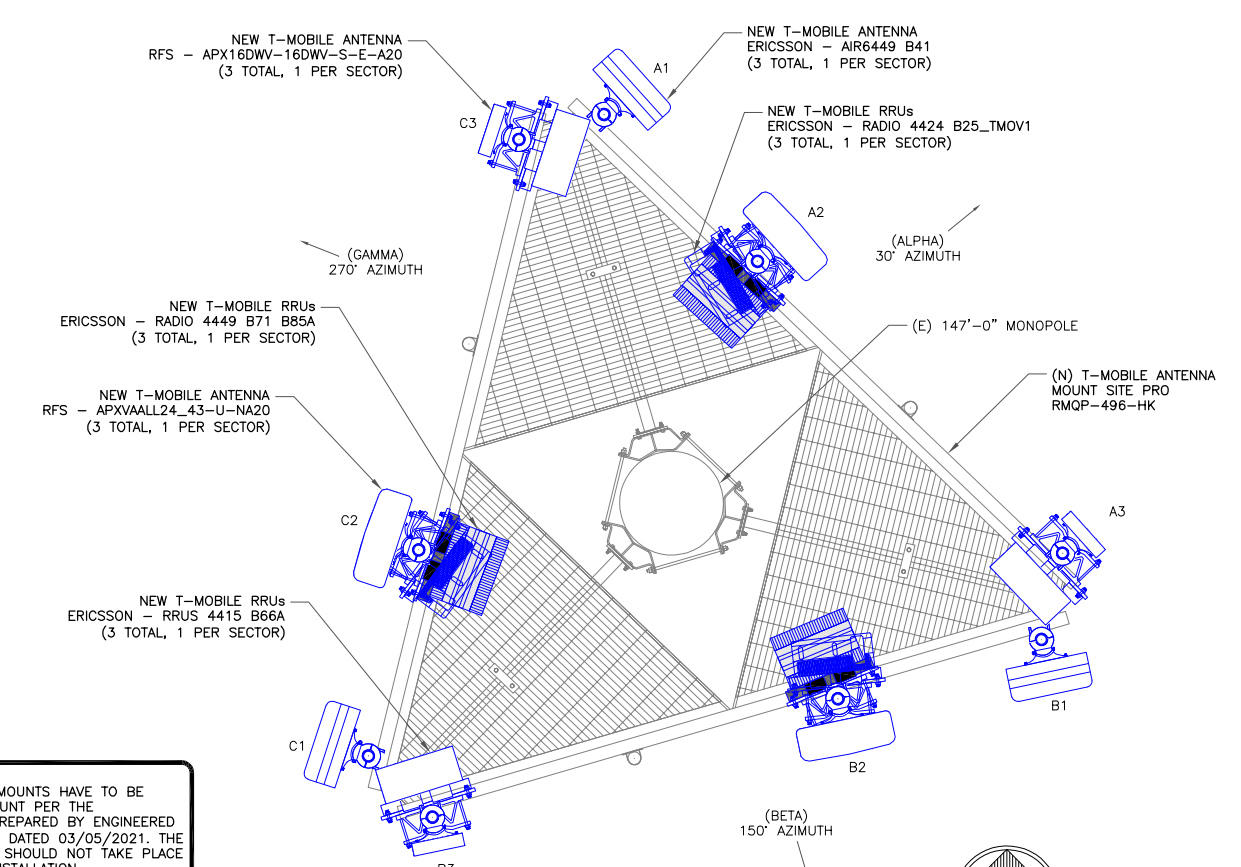 NEW T-MOBILE ANTENNA
RFS - APX16DWV-16DWV-S-E-A20
(3 TOTAL, 1 PER SECTOR)
NEW T-MOBILE ANTENNA
ERICSSON - AIR6449 B41
(3 TOTAL, 1 PER SECTOR)
A1
C3
NEW T-MOBILE RRUs
ERICSSON - RADIO 4424 B25_TMOV1
(3 TOTAL, 1 PER SECTOR)
A2
(GAMMA)
270° AZIMUTH
(ALPHA)
30° AZIMUTH
NEW T-MOBILE RRUs
ERICSSON - RADIO 4449 B71 B85A
(3 TOTAL, 1 PER SECTOR)
(E) 147'-0" MONOPOLE
(N) T-MOBILE ANTENNA
MOUNT SITE PRO
RMQP-496-HK
NEW T-MOBILE ANTENNA
RFS - APXVAALL24_43-U-NA20
(3 TOTAL, 1 PER SECTOR)
C2
A3
NEW T-MOBILE RRUs
ERICSSON - RRUS 4415 B66A
(3 TOTAL, 1 PER SECTOR)
B1
C1
B2
MOUNTS HAVE TO BE
UNT PER THE
REPARED BY ENGINEERED
DATED 03/05/2021. THE
SHOULD NOT TAKE PLACE
(BETA)
150° AZIMUTH